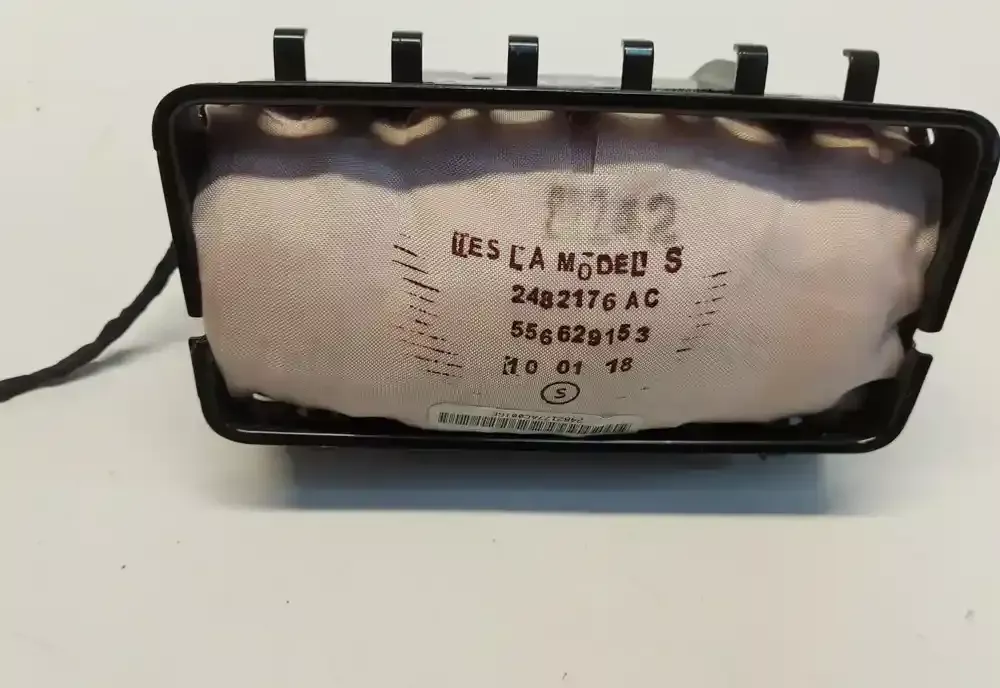 TESLA MODEL S
2482176 AC
556629153
10 01 18
S